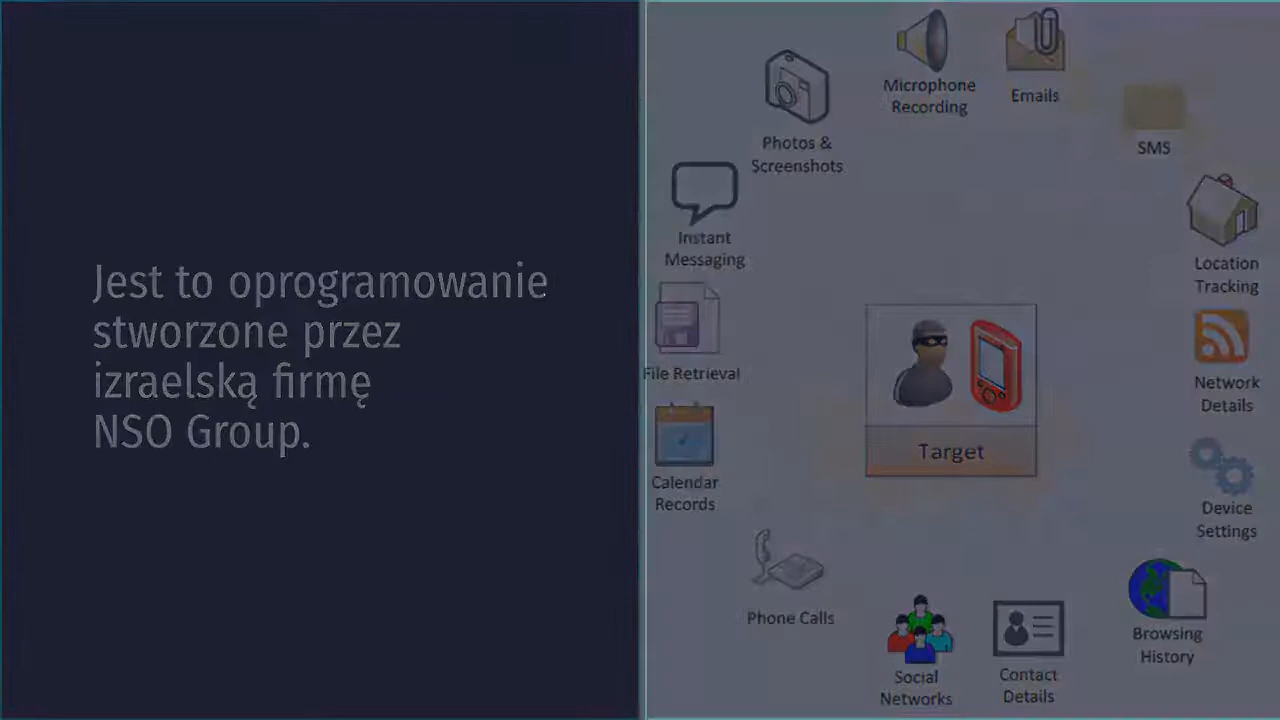 Jest to oprogramowanie
stworzone przez
izraelską firmę
NSO Group.
Microphone
Recording
Emails
Photos &
Screenshots
SMS
Instant
Messaging
Location
Tracking
File Retrieval
Network
Details
Target
Calendar
Records
Device
Settings
Phone Calls
Browsing
History
Social
Networks
Contact
Details